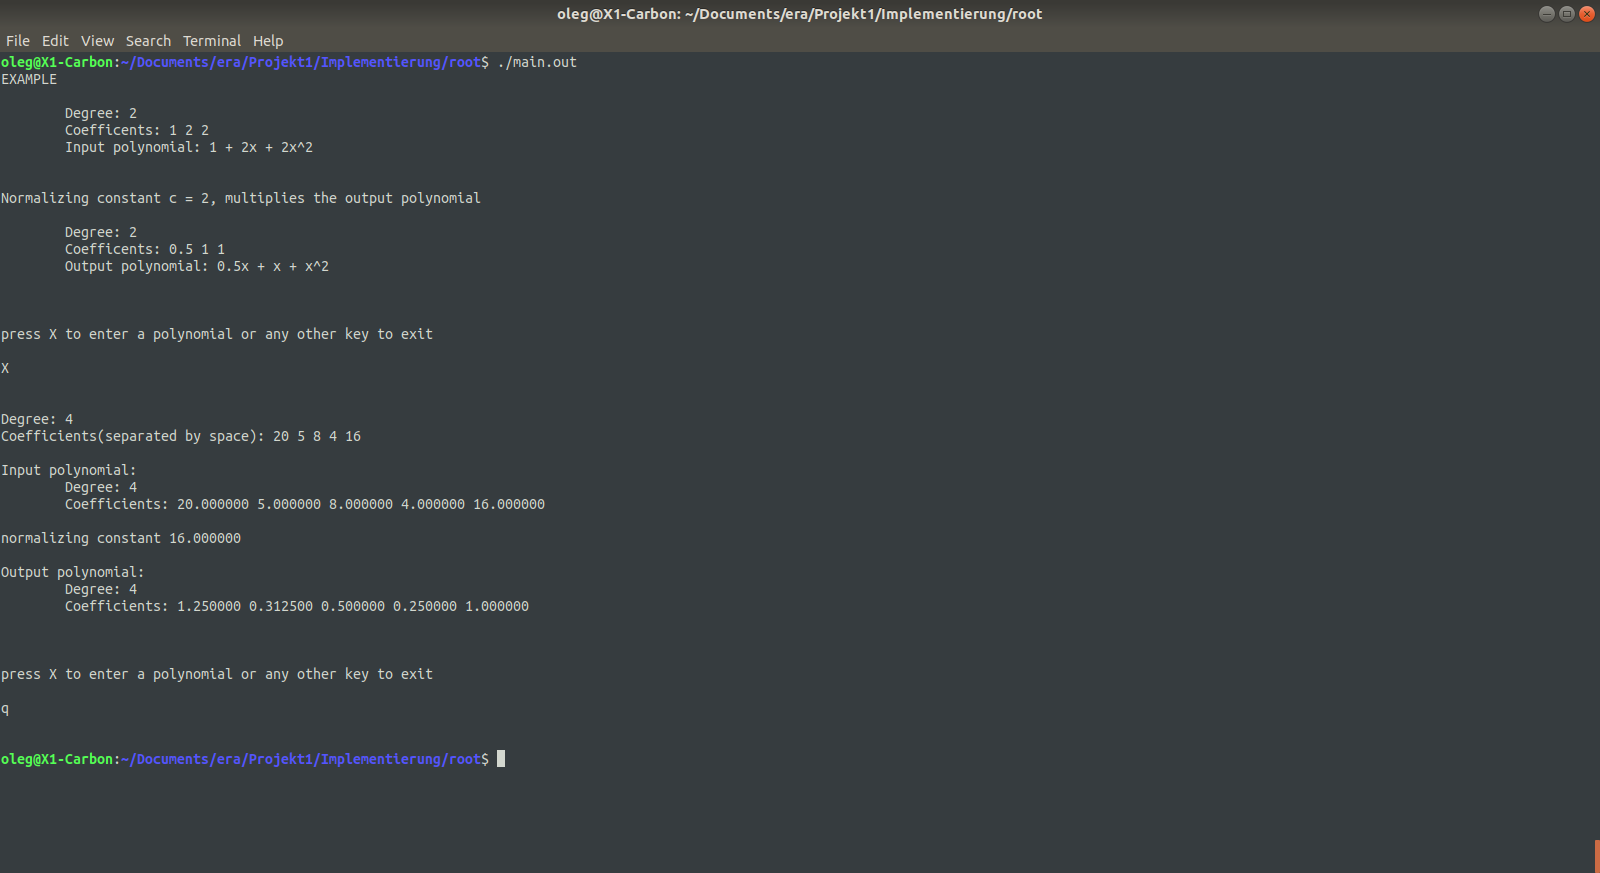 oleg@X1-Carbon: ~/Documents/era/Projekt1/Implementierung/root
File Edit View Search Terminal Help
oleg@X1-Carbon:~/Documents/era/Projekt1/Implementierung/root$ ./main.out
EXAMPLE
Degree: 2
Coefficents: 1 2 2
Input polynomial: 1 + 2x + 2x^2
Normalizing constant c = 2, multiplies the output polynomial
Degree: 2
Coefficents: 0.5 1 1
Output polynomial: 0.5x + x + x^2
press X to enter a polynomial or any other key to exit
X
Degree: 4
Coefficients(separated by space): 20 5 8 4 16
Input polynomial:
Degree: 4
Coefficients: 20.000000 5.000000 8.000000 4.000000 16.000000
normalizing constant 16.000000
Output polynomial:
Degree: 4
Coefficients: 1.250000 0.312500 0.500000 0.250000 1.000000
press X to enter a polynomial or any other key to exit
q
oleg@X1-Carbon:~/Documents/era/Projekt1/Implementierung/root$